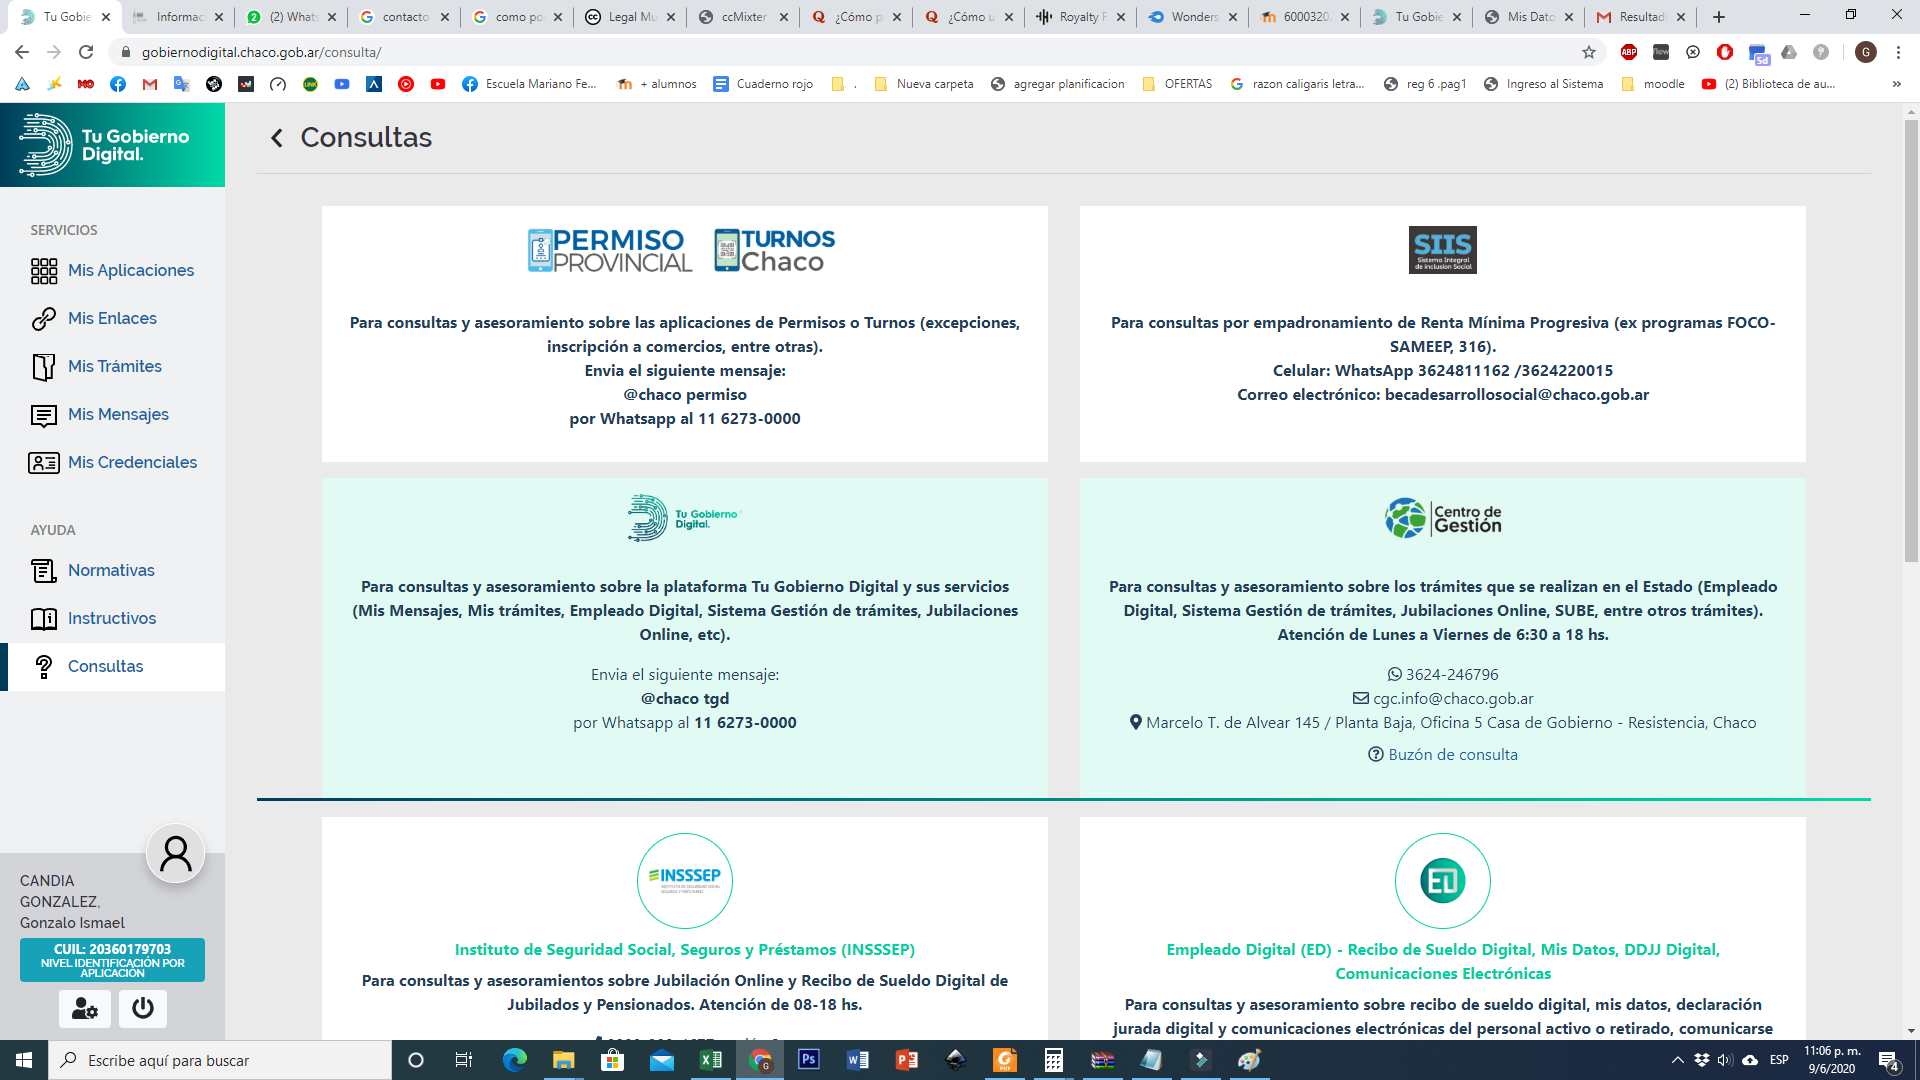 Tu Gobie
Informac
(2) Whats
contacto
como po
Legal Mu
ccMixter
¿Cómo p
¿Cómo u
Royalty F
Wonders
6000320
Tu Gobie
Mis Dato
Resultad
gobiernodigital.chaco.gob.ar/consulta/
ABP
flew
5d
G
MO
LINK
Escuela Mariano Fe...
+ alumnos
Cuaderno rojo
.
Nueva carpeta
agregar planificacion
OFERTAS
razon caligaris letra...
reg 6 .pag1
Ingreso al Sistema
moodle
(2) Biblioteca de au...
»
Tu Gobierno
Digital.
SERVICIOS
Mis Aplicaciones
Mis Enlaces
Mis Trámites
Mis Mensajes
Mis Credenciales
AYUDA
Normativas
Instructivos
Consultas
CANDIA
GONZALEZ,
Gonzalo Ismael
CUIL: 20360179703
NIVEL IDENTIFICACIÓN POR
APLICACIÓN
Consultas
PERMISO
PROVINCIAL
TURNOS
Chaco
Para consultas y asesoramiento sobre las aplicaciones de Permisos o Turnos (excepciones,
inscripción a comercios, entre otras).
Envia el siguiente mensaje:
@chaco permiso
por Whatsapp al 11 6273-0000
SIIS
Sistema Integral
de Inclusion Social
Para consultas por empadronamiento de Renta Mínima Progresiva (ex programas FOCO-
SAMEEP, 316).
Celular: WhatsApp 3624811162 /3624220015
Correo electrónico: becadesarrollosocial@chaco.gob.ar
Tu Gobierno
Digital.
Para consultas y asesoramiento sobre la plataforma Tu Gobierno Digital y sus servicios
(Mis Mensajes, Mis trámites, Empleado Digital, Sistema Gestión de trámites, Jubilaciones
Online, etc).
Envia el siguiente mensaje:
@chaco tgd
por Whatsapp al 11 6273-0000
Centro de
Gestión
Para consultas y asesoramiento sobre los trámites que se realizan en el Estado (Empleado
Digital, Sistema Gestión de trámites, Jubilaciones Online, SUBE, entre otros trámites).
Atención de Lunes a Viernes de 6:30 a 18 hs.
3624-246796
cgc.info@chaco.gob.ar
Marcelo T. de Alvear 145 / Planta Baja, Oficina 5 Casa de Gobierno - Resistencia, Chaco
Buzón de consulta
INSSSEP
Instituto de Seguridad Social, Seguros y Préstamos (INSSSEP)
Para consultas y asesoramientos sobre Jubilación Online y Recibo de Sueldo Digital de
Jubilados y Pensionados. Atención de 08-18 hs.
ED
Empleado Digital (ED) - Recibo de Sueldo Digital, Mis Datos, DDJJ Digital,
Comunicaciones Electrónicas
Para consultas y asesoramiento sobre recibo de sueldo digital, mis datos, declaración
jurada digital y comunicaciones electrónicas del personal activo o retirado, comunicarse
Escribe aquí para buscar
G
Ps
ESP
11:06 p. m.
9/6/2020
4